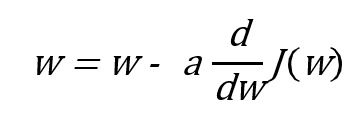 w = w - a d/dw J(w)